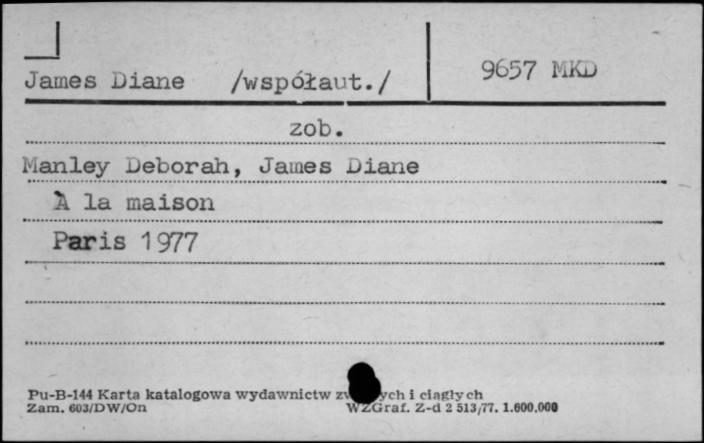 James Diane /współaut./ 9657 MKD
zob.
Manley Deborah, James Diane
À la maison
Paris 1977
Pu-B-144 Karta katalogowa wydawnictw ych i ciągłych
Zam. 603/DW/On WZGraf. Z-d 2 513/77. 1.600.000